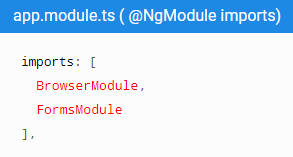 app.module.ts ( @NgModule imports)
imports: [
BrowserModule,
FormsModule
],